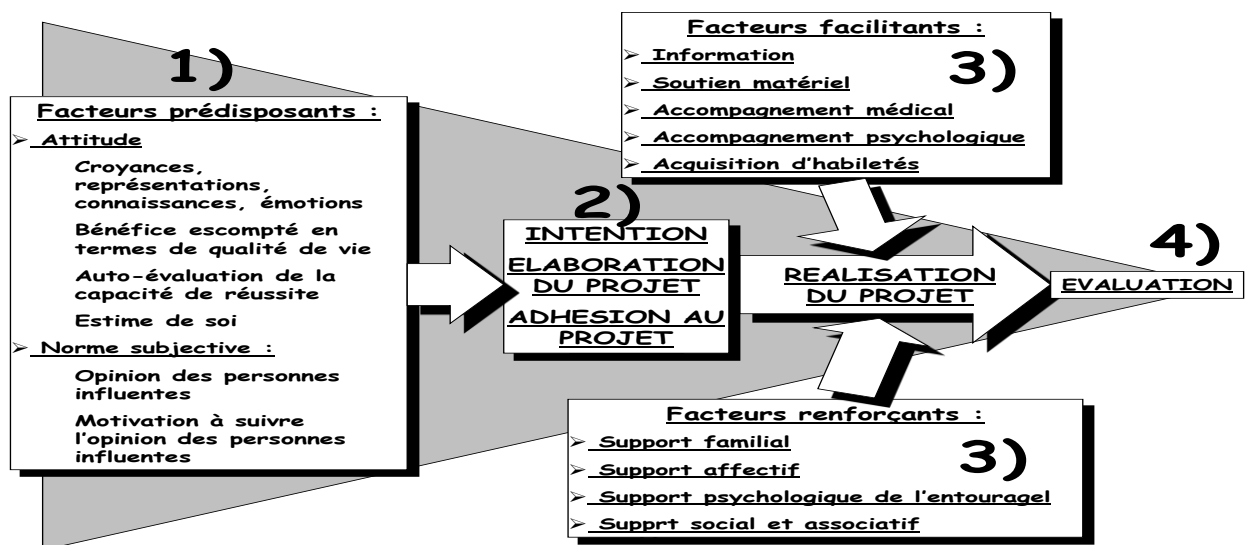 1)
Facteurs prédisposants :
➢ Attitude
Croyances,
représentations,
connaissances, émotions
Bénéfice escompté en
termes de qualité de vie
Auto-évaluation de la
capacité de réussite
Estime de soi
➢ Norme subjective :
Opinion des personnes
influentes
Motivation à suivre
l'opinion des personnes
influentes
2)
INTENTION
ELABORATION
DU PROJET
ADHESION AU
PROJET
Facteurs facilitants :
3)
➢ Information
➢ Soutien matériel
➢ Accompagnement médical
➢ Accompagnement psychologique
➢ Acquisition d'habiletés
REALISATION
DU PROJET
Facteurs renforçants :
3)
➢ Support familial
➢ Support affectif
➢ Support psychologique de l'entouragel
➢ Supprt social et associatif
4)
EVALUATION